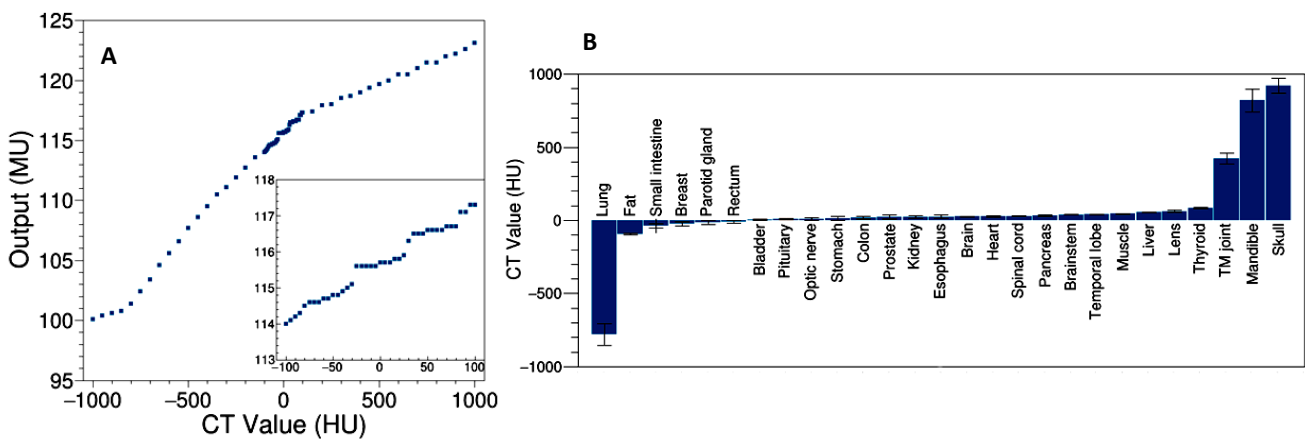 A
125
120
115
110
105
100
95
Output (MU)
−1000
−500
0
500
1000
CT Value (HU)
118
117
116
115
114
113
−100
−50
0
50
100
B
1000
500
0
−500
−1000
CT Value (HU)
Lung
Fat
Small intestine
Breast
Parotid gland
Rectum
Bladder
Pituitary
Optic nerve
Stomach
Colon
Prostate
Kidney
Esophagus
Brain
Heart
Spinal cord
Pancreas
Brainstem
Temporal lobe
Muscle
Liver
Lens
Thyroid
TM joint
Mandible
Skull